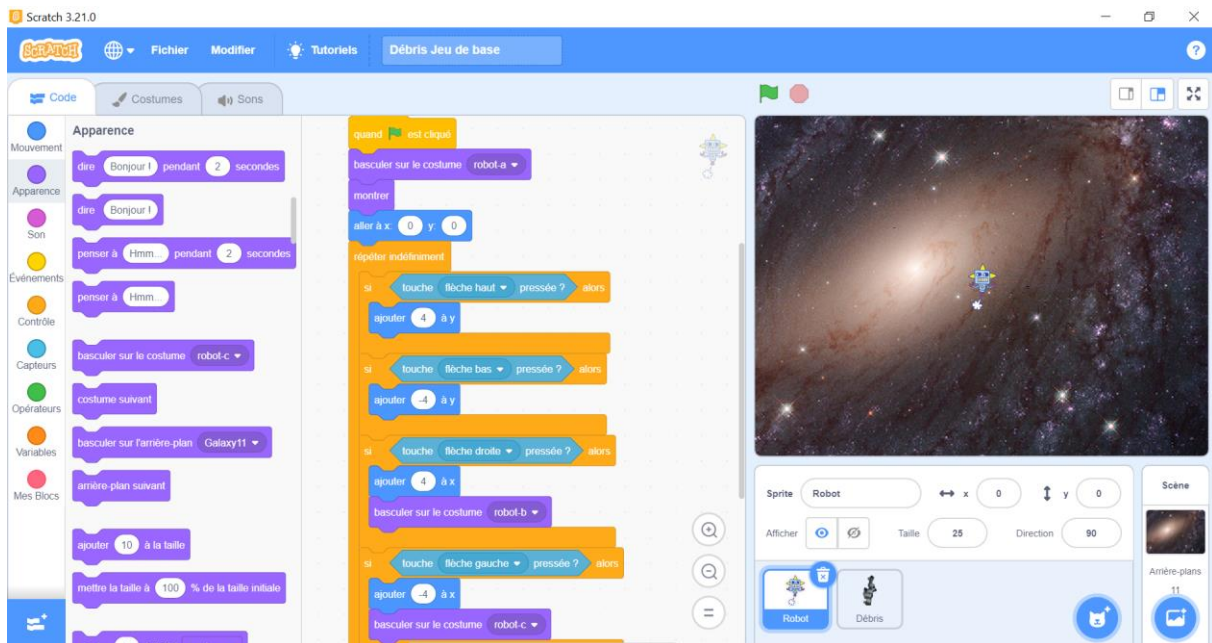 Scratch 3.21.0
SCRATCH Fichier Modifier Tutoriels Débris Jeu de base ?
Code Costumes Sons
Mouvement
Apparence
Son
Événements
Contrôle
Capteurs
Opérateurs
Variables
Mes Blocs
Apparence
dire Bonjour ! pendant 2 secondes
dire Bonjour !
penser à Hmm... pendant 2 secondes
penser à Hmm...
basculer sur le costume robot-c
costume suivant
basculer sur l'arrière-plan Galaxy11
arrière-plan suivant
ajouter 10 à la taille
mettre la taille à 100 % de la taille initiale
quand est cliqué
basculer sur le costume robot-a
montrer
aller à x: 0 y: 0
répéter indéfiniment
si touche flèche haut pressée ? alors
ajouter 4 à y
si touche flèche bas pressée ? alors
ajouter -4 à y
si touche flèche droite pressée ? alors
ajouter 4 à x
basculer sur le costume robot-b
si touche flèche gauche pressée ? alors
ajouter -4 à x
basculer sur le costume robot-c
Sprite Robot x 0 y 0
Afficher Taille 25 Direction 90
Robot Débris
Scène
Arrière-plans
11